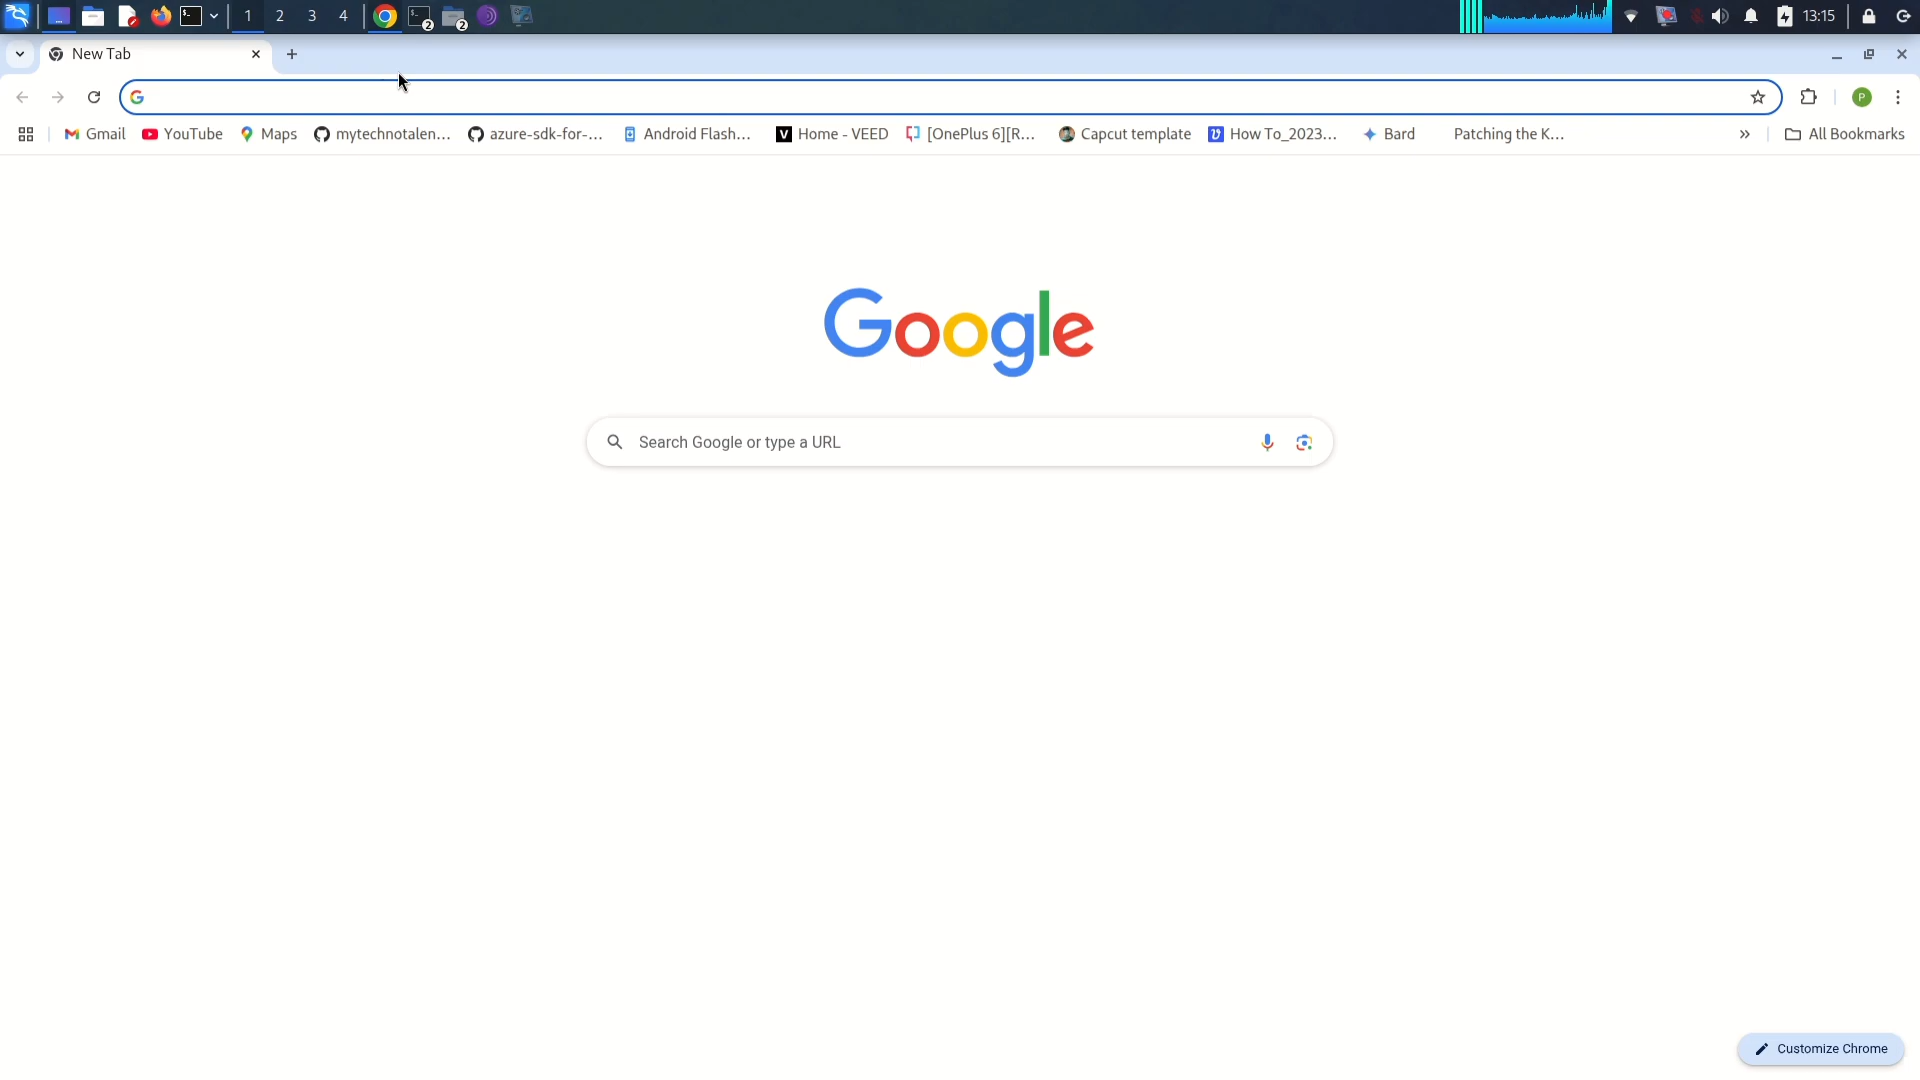 1 2 3 4 2 2 13:15
New Tab
Gmail YouTube Maps mytechnotalen... azure-sdk-for-... Android Flash... V Home - VEED [OnePlus 6][R... Capcut template How To_2023... Bard Patching the K... » All Bookmarks
P
Google
Search Google or type a URL
Customize Chrome